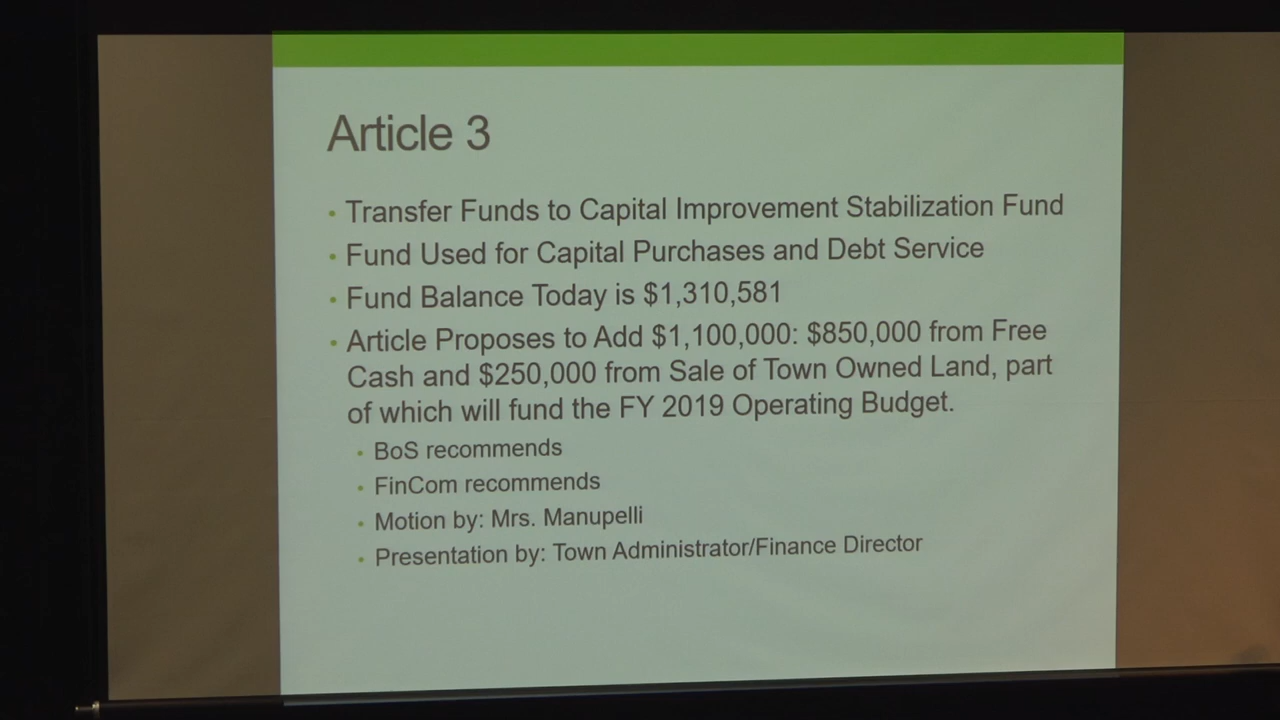 Article 3
• Transfer Funds to Capital Improvement Stabilization Fund
• Fund Used for Capital Purchases and Debt Service
• Fund Balance Today is $1,310,581
• Article Proposes to Add $1,100,000: $850,000 from Free
Cash and $250,000 from Sale of Town Owned Land, part
of which will fund the FY 2019 Operating Budget.
• BoS recommends
• FinCom recommends
• Motion by: Mrs. Manupelli
• Presentation by: Town Administrator/Finance Director